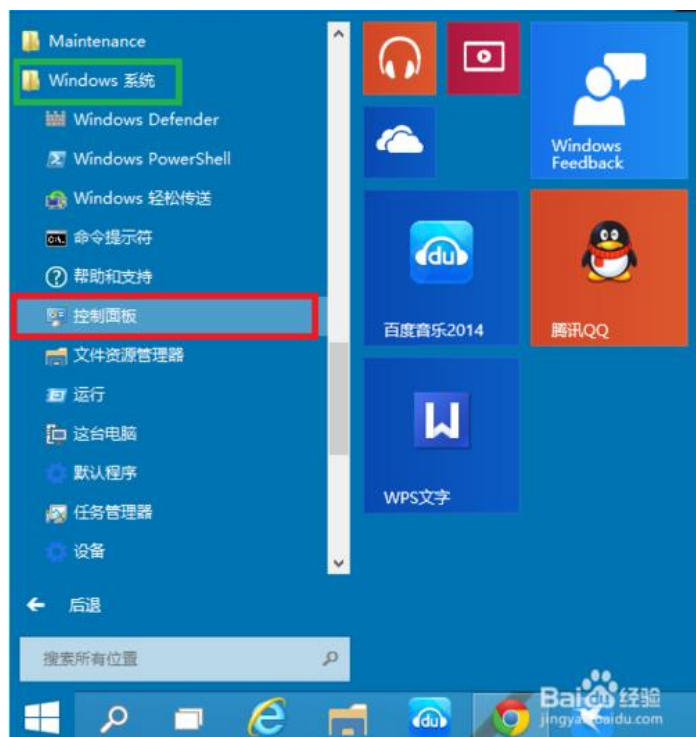 Maintenance
Windows 系统
Windows Defender
Windows PowerShell
Windows 轻松传送
命令提示符
帮助和支持
控制面板
文件资源管理器
运行
这台电脑
默认程序
任务管理器
设备
后退
搜索所有位置
Windows
Feedback
百度音乐2014
腾讯QQ
WPS文字
Baidu经验